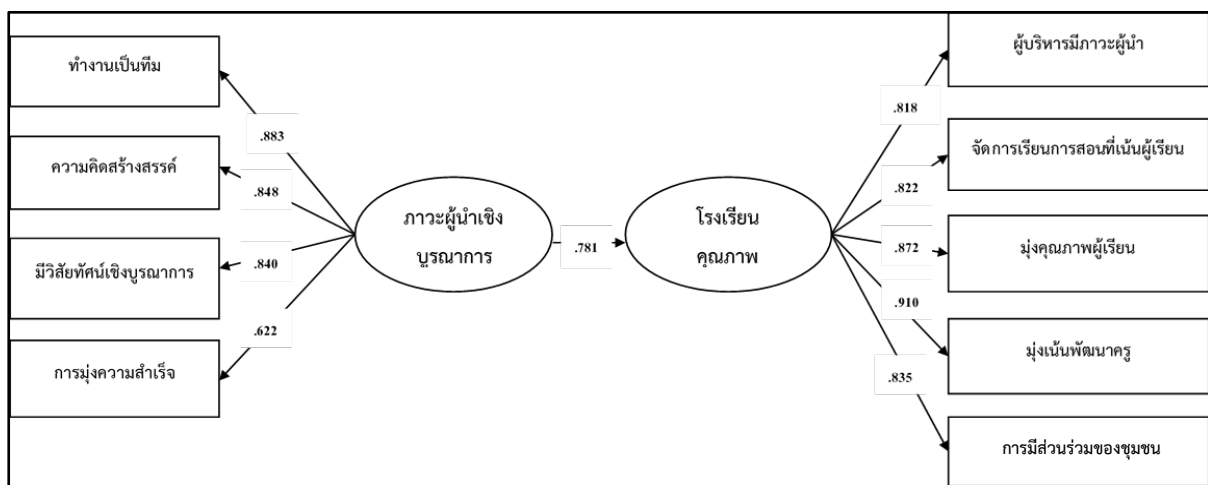 ทำงานเป็นทีม
ความคิดสร้างสรรค์
มีวิสัยทัศน์เชิงบูรณาการ
การมุ่งความสำเร็จ
.883
.848
.840
.622
ภาวะผู้นำเชิง
บูรณาการ
.781
โรงเรียน
คุณภาพ
.818
.822
.872
.910
.835
ผู้บริหารมีภาวะผู้นำ
จัดการเรียนการสอนที่เน้นผู้เรียน
มุ่งคุณภาพผู้เรียน
มุ่งเน้นพัฒนาครู
การมีส่วนร่วมของชุมชน